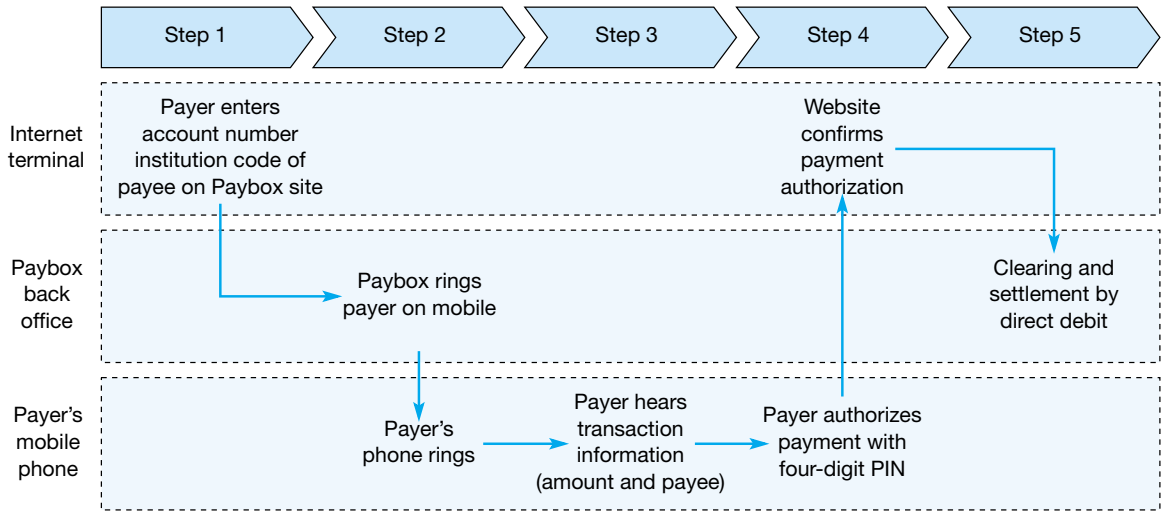 Step 1
Step 2
Step 3
Step 4
Step 5
Internet
terminal
Payer enters
account number
institution code of
payee on Paybox site
Website
confirms
payment
authorization
Paybox
back
office
Paybox rings
payer on mobile
Clearing and
settlement by
direct debit
Payer's
mobile
phone
Payer's
phone rings
Payer hears
transaction
information
(amount and payee)
Payer authorizes
payment with
four-digit PIN